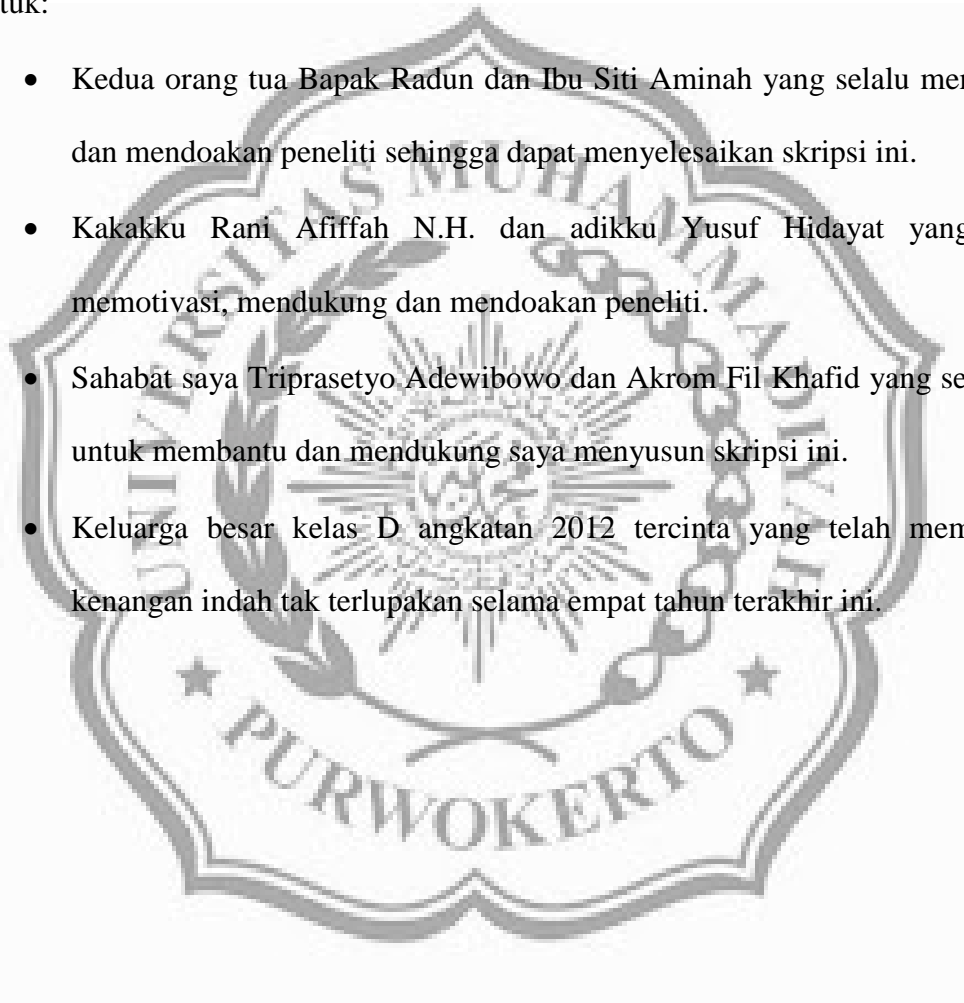 tuk:
• Kedua orang tua Bapak Radun dan Ibu Siti Aminah yang selalu
dan mendoakan peneliti sehingga dapat menyelesaikan skripsi ini.
• Kakakku Rani Afiffah N.H. dan adikku Yusuf Hidayat yang
memotivasi, mendukung dan mendoakan peneliti.
• Sahabat saya Triprasetyo Adewibowo dan Akrom Fil Khafid yang
untuk membantu dan mendukung saya menyusun skripsi ini.
• Keluarga besar kelas D angkatan 2012 tercinta yang telah
kenangan indah tak terlupakan selama empat tahun terakhir ini.
UNIVERSITAS MUHAMMADIYAH
PURWOKERTO